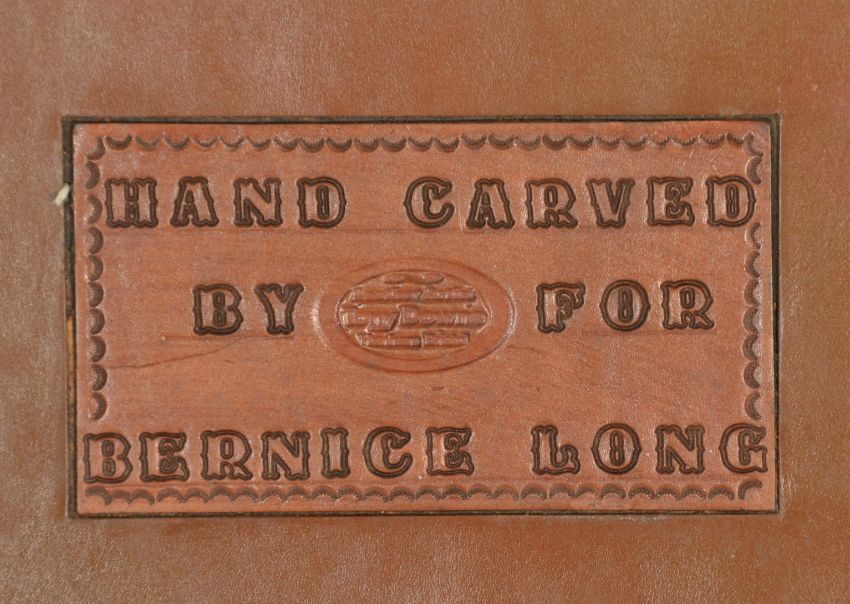 HAND CARVED
BY FOR
BERNICE LONG